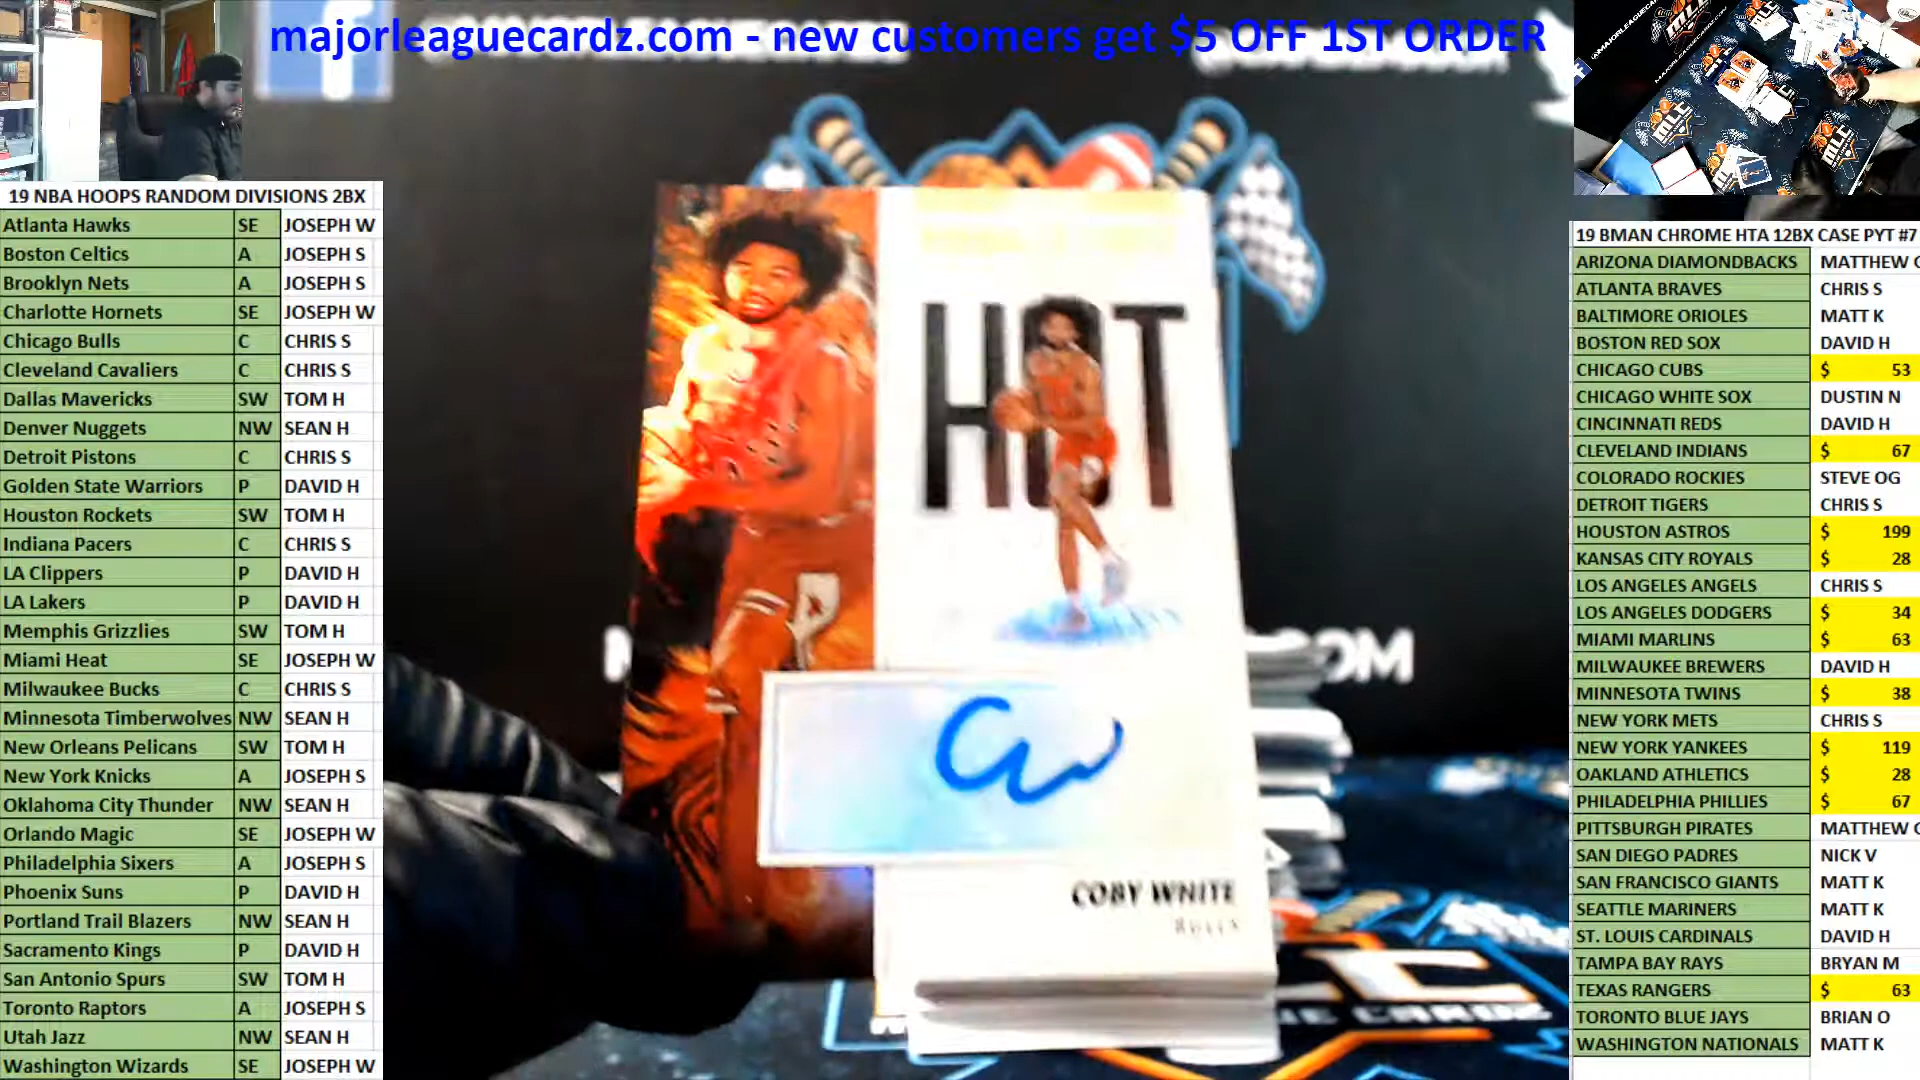 majorleaguecardz.com - new customers get $5 OFF 1ST ORDER
19 NBA HOOPS RANDOM DIVISIONS 2BX
Atlanta Hawks SE JOSEPH W
Boston Celtics A JOSEPH S
Brooklyn Nets A JOSEPH S
Charlotte Hornets SE JOSEPH W
Chicago Bulls C CHRIS S
Cleveland Cavaliers C CHRIS S
Dallas Mavericks SW TOM H
Denver Nuggets NW SEAN H
Detroit Pistons C CHRIS S
Golden State Warriors P DAVID H
Houston Rockets SW TOM H
Indiana Pacers C CHRIS S
LA Clippers P DAVID H
LA Lakers P DAVID H
Memphis Grizzlies SW TOM H
Miami Heat SE JOSEPH W
Milwaukee Bucks C CHRIS S
Minnesota Timberwolves NW SEAN H
New Orleans Pelicans SW TOM H
New York Knicks A JOSEPH S
Oklahoma City Thunder NW SEAN H
Orlando Magic SE JOSEPH W
Philadelphia Sixers A JOSEPH S
Phoenix Suns P DAVID H
Portland Trail Blazers NW SEAN H
Sacramento Kings P DAVID H
San Antonio Spurs SW TOM H
Toronto Raptors A JOSEPH S
Utah Jazz NW SEAN H
Washington Wizards SE JOSEPH W
HOT
CW
COBY WHITE
BULLS
OM
19 BMAN CHROME HTA 12BX CASE PYT #7
ARIZONA DIAMONDBACKS MATTHEW C
ATLANTA BRAVES CHRIS S
BALTIMORE ORIOLES MATT K
BOSTON RED SOX DAVID H
CHICAGO CUBS $ 53
CHICAGO WHITE SOX DUSTIN N
CINCINNATI REDS DAVID H
CLEVELAND INDIANS $ 67
COLORADO ROCKIES STEVE OG
DETROIT TIGERS CHRIS S
HOUSTON ASTROS $ 199
KANSAS CITY ROYALS $ 28
LOS ANGELES ANGELS CHRIS S
LOS ANGELES DODGERS $ 34
MIAMI MARLINS $ 63
MILWAUKEE BREWERS DAVID H
MINNESOTA TWINS $ 38
NEW YORK METS CHRIS S
NEW YORK YANKEES $ 119
OAKLAND ATHLETICS $ 28
PHILADELPHIA PHILLIES $ 67
PITTSBURGH PIRATES MATTHEW C
SAN DIEGO PADRES NICK V
SAN FRANCISCO GIANTS MATT K
SEATTLE MARINERS MATT K
ST. LOUIS CARDINALS DAVID H
TAMPA BAY RAYS BRYAN M
TEXAS RANGERS $ 63
TORONTO BLUE JAYS BRIAN O
WASHINGTON NATIONALS MATT K